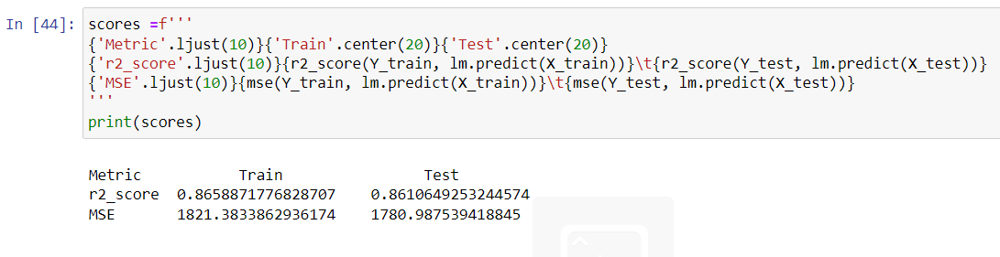 In [44]:
scores =f'''
{'Metric'.ljust(10)}{'Train'.center(20)}{'Test'.center(20)}
{'r2_score'.ljust(10)}{r2_score(Y_train, lm.predict(X_train))}\t{r2_score(Y_test, lm.predict(X_test))}
{'MSE'.ljust(10)}{mse(Y_train, lm.predict(X_train))}\t{mse(Y_test, lm.predict(X_test))}
'''
print(scores)
Metric Train Test
r2_score 0.8658871776828707 0.8610649253244574
MSE 1821.3833862936174 1780.987539418845